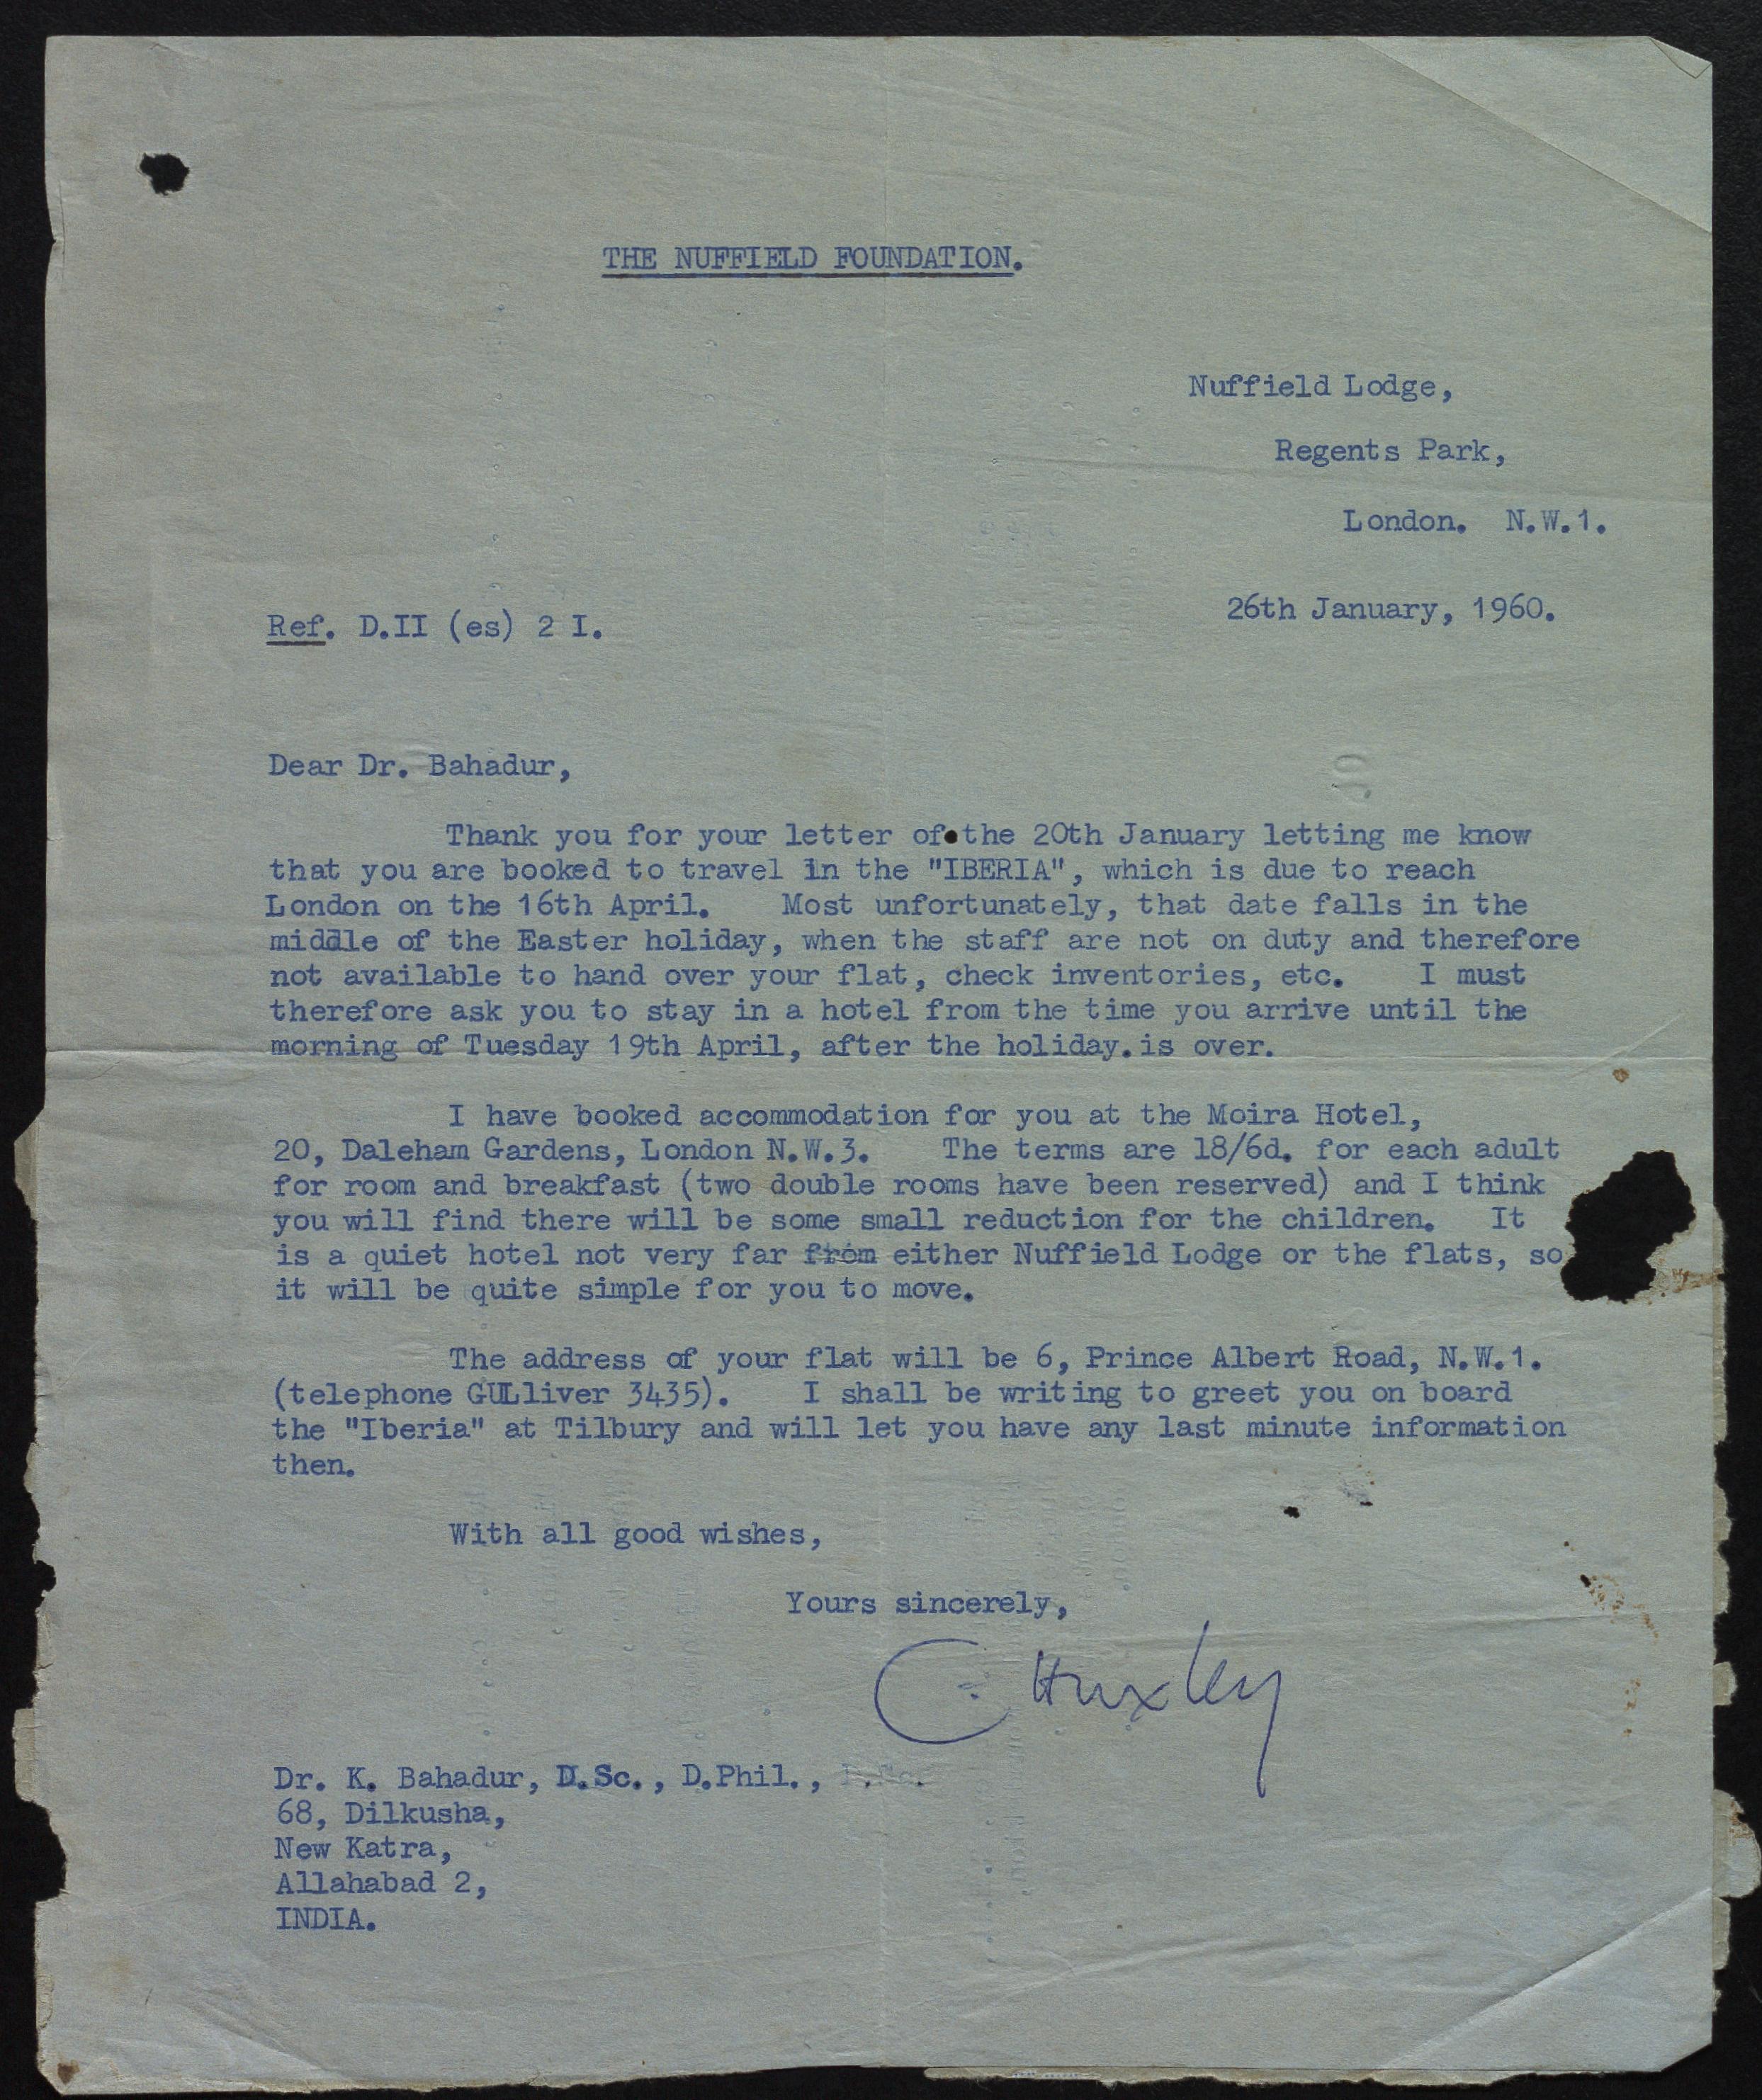 THE NUFFIELD FOUNDATION.
Nuffield Lodge,
Regents Park,
London. N.W.1.
26th January, 1960.
Ref. D.II (es) 2 I.
Dear Dr. Bahadur,
Thank you for your letter of the 20th January letting me know
that you are booked to travel in the "IBERIA", which is due to reach
London on the 16th April. Most unfortunately, that date falls in the
middle of the Easter holiday, when the staff are not on duty and therefore
not available to hand over your flat, check inventories, etc. I must
therefore ask you to stay in a hotel from the time you arrive until the
morning of Tuesday 19th April, after the holiday.is over.
I have booked accommodation for you at the Moira Hotel,
20, Daleham Gardens, London N.W.3. The terms are 18/6d. for each adult
for room and breakfast (two double rooms have been reserved) and I think
you will find there will be some small reduction for the children. It
is a quiet hotel not very far from either Nuffield Lodge or the flats, so
it will be quite simple for you to move.
The address of your flat will be 6, Prince Albert Road, N.W.1.
(telephone GULliver 3435). I shall be writing to greet you on board
the "Iberia" at Tilbury and will let you have any last minute information
then.
With all good wishes,
Yours sincerely,
C Huxley
Dr. K. Bahadur, D.Sc., D.Phil.,
68, Dilkusha,
New Katra,
Allahabad 2,
INDIA.